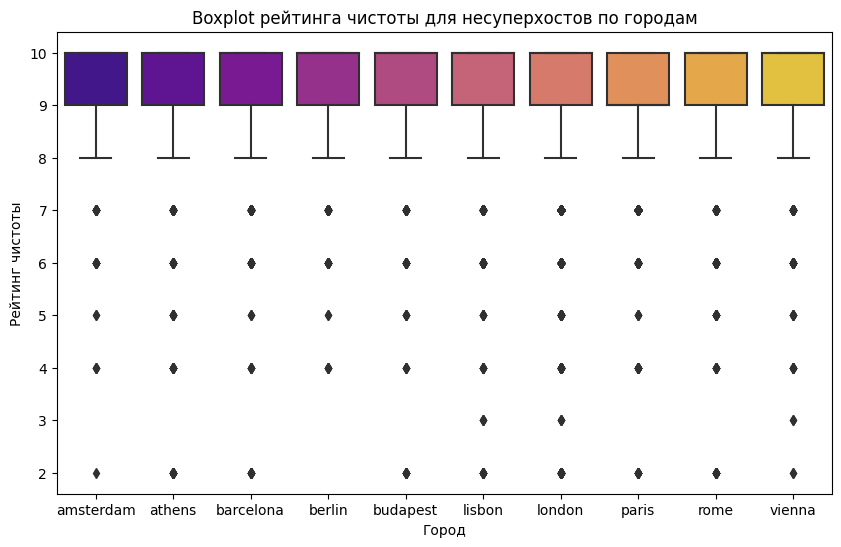 Boxplot рейтинга чистоты для несуперхостов по городам
Рейтинг чистоты
10
9
8
7
6
5
4
3
2
amsterdam athens barcelona berlin budapest lisbon london paris rome vienna
Город